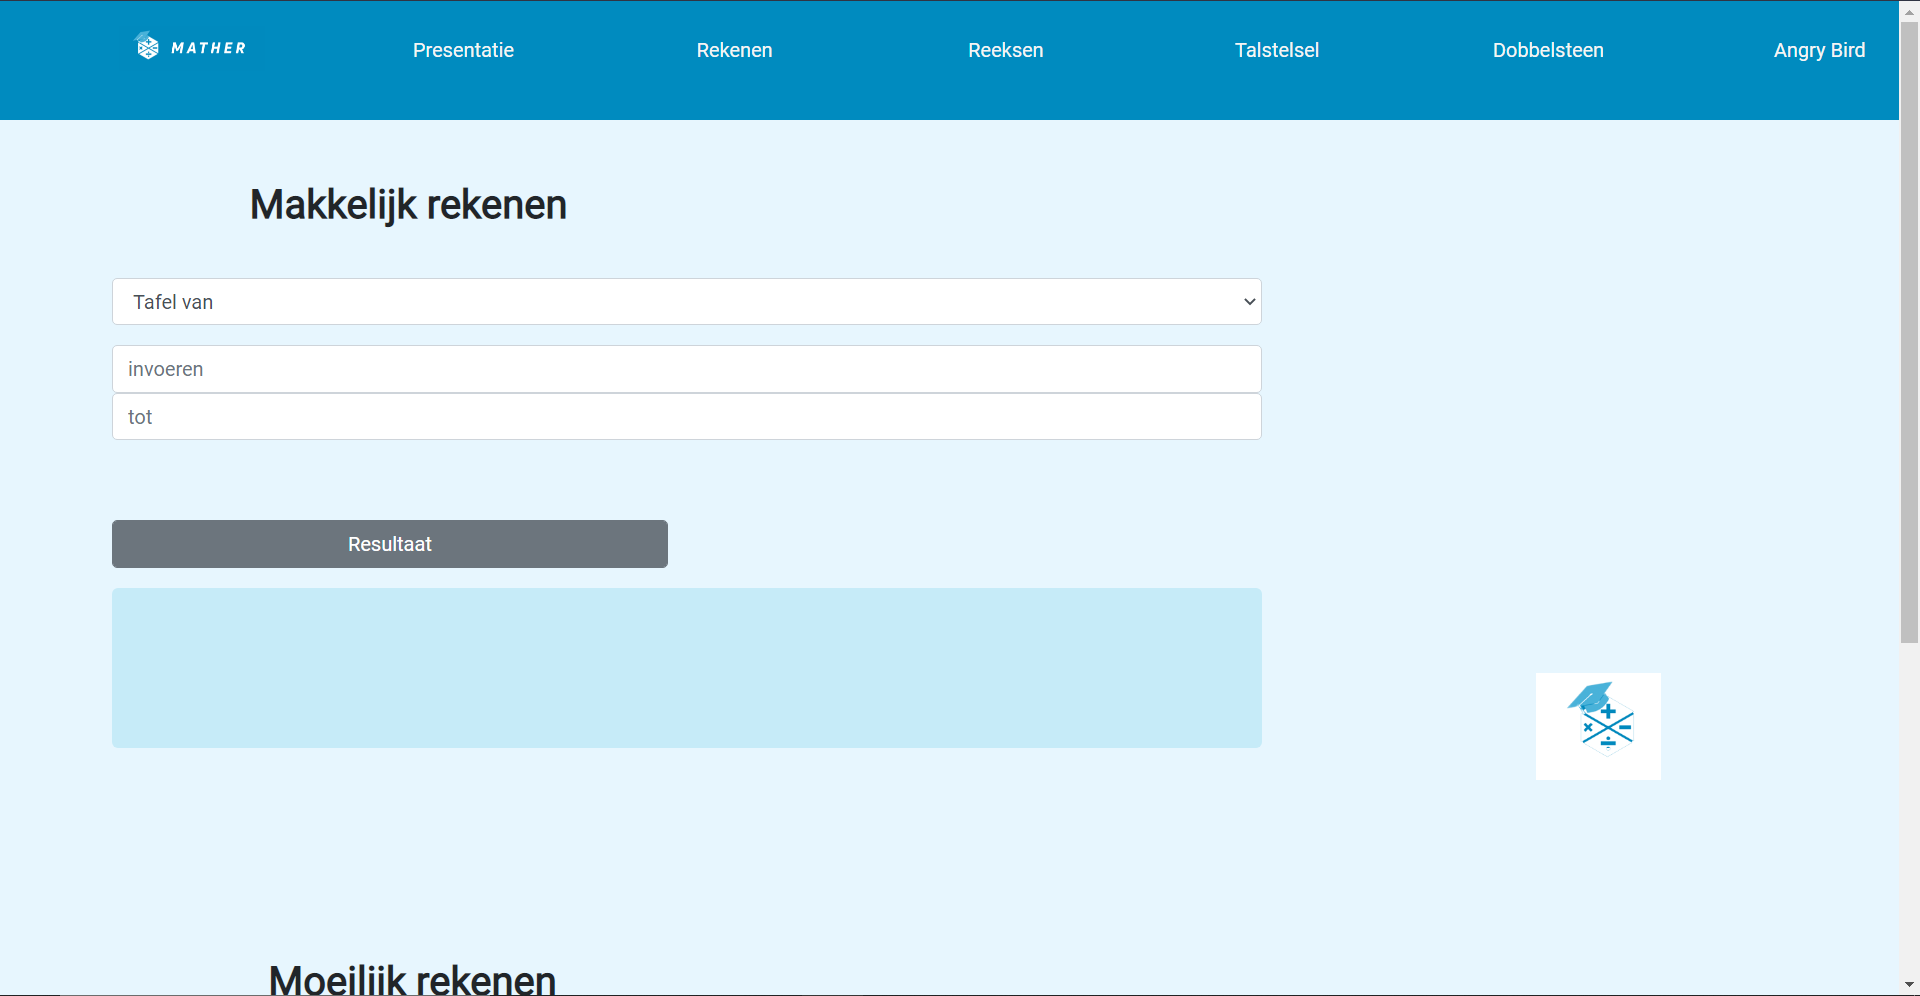 MATHER
Presentatie
Rekenen
Reeksen
Talstelsel
Dobbelsteen
Angry Bird
Makkelijk rekenen
Tafel van
invoeren
tot
Resultaat
Moeilijk rekenen